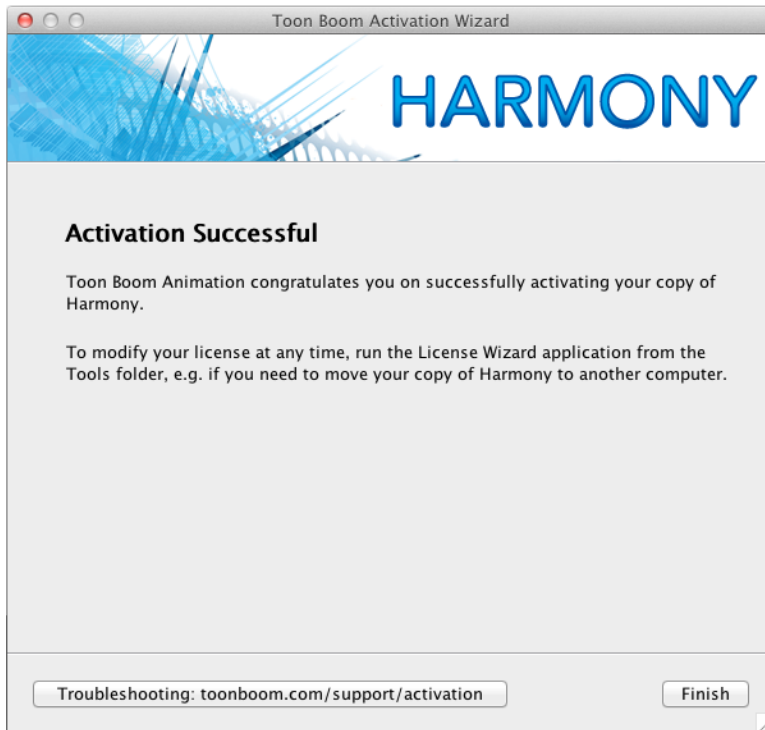 Toon Boom Activation Wizard
HARMONY
Activation Successful
Toon Boom Animation congratulates you on successfully activating your copy of
Harmony.
To modify your license at any time, run the License Wizard application from the
Tools folder, e.g. if you need to move your copy of Harmony to another computer.
Troubleshooting: toonboom.com/support/activation
Finish